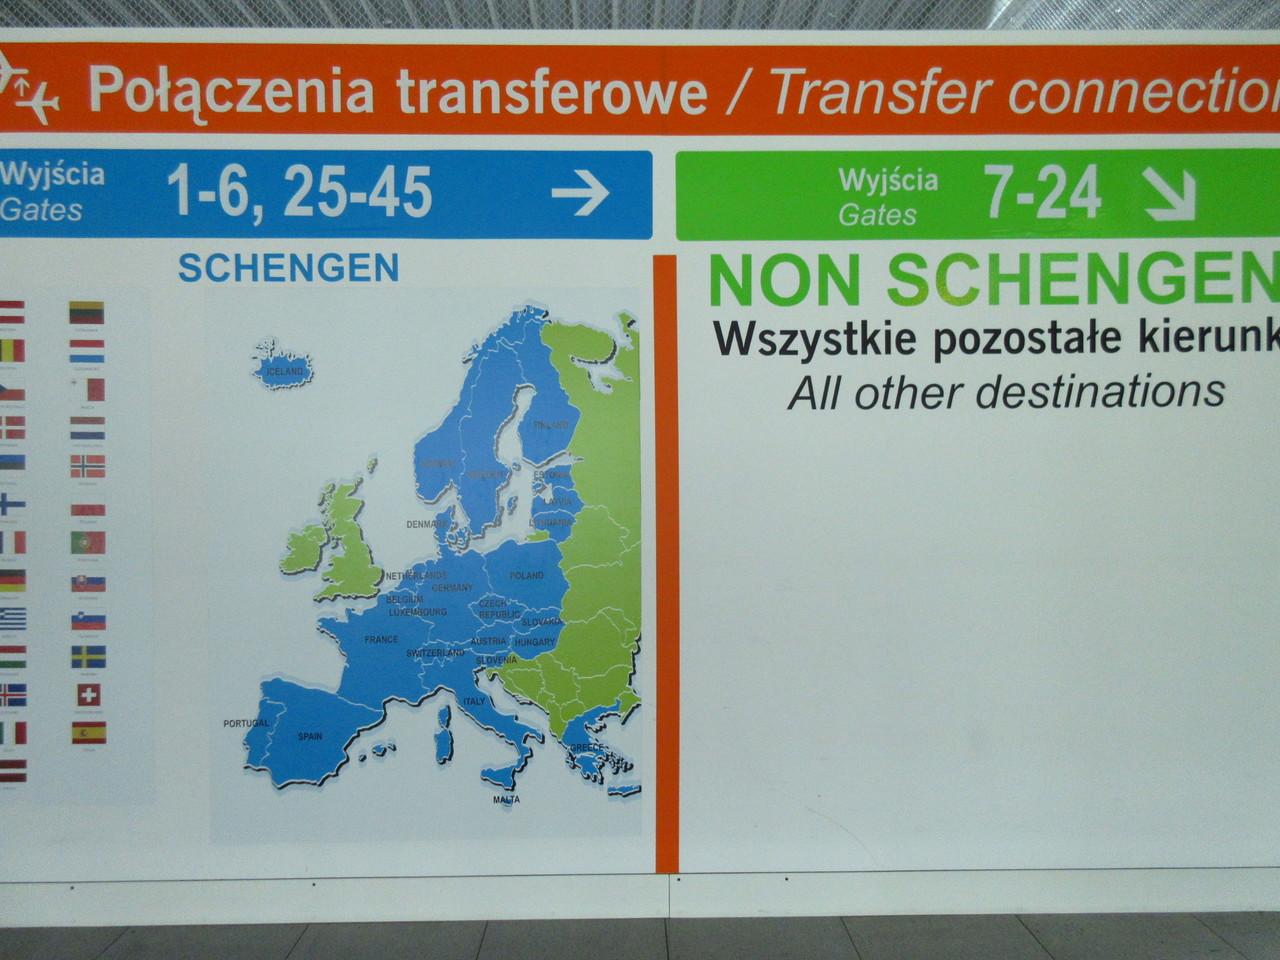 Połączenia transferowe / Transfer connection
Wyjścia
Gates
1-6, 25-45
Wyjścia
Gates
7-24
SCHENGEN
NON SCHENGEN
Wszystkie pozostałe kierunk
All other destinations
ICELAND
FINLAND
NORWAY
SWEDEN
ESTONIA
LATVIA
LITHUANIA
DENMARK
NETHERLANDS
GERMANY
POLAND
BELGIUM
LUXEMBOURG
CZECH
REPUBLIC
SLOVAKIA
FRANCE
AUSTRIA
HUNGARY
SWITZERLAND
SLOVENIA
ITALY
PORTUGAL
SPAIN
GREECE
MALTA